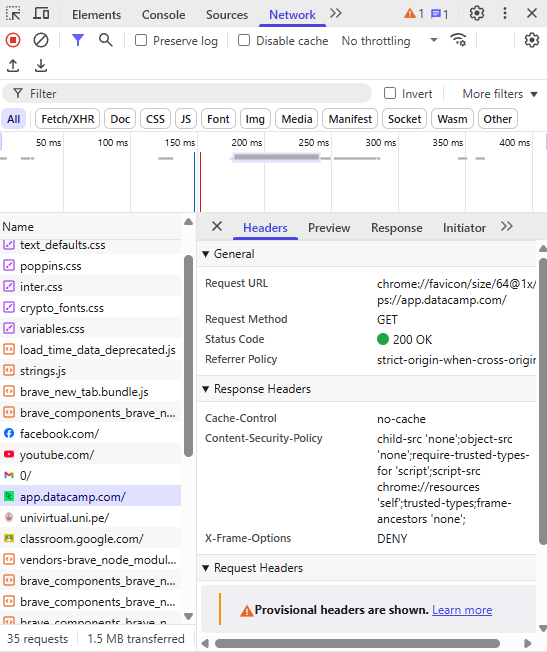 Elements Console Sources Network 1 1
Preserve log Disable cache No throttling
Filter Invert More filters
All Fetch/XHR Doc CSS JS Font Img Media Manifest Socket Wasm Other
50 ms 100 ms 150 ms 200 ms 250 ms 300 ms 350 ms 400 ms
Name
text_defaults.css
poppins.css
inter.css
crypto_fonts.css
variables.css
load_time_data_deprecated.js
strings.js
brave_new_tab.bundle.js
brave_components_brave_n...
facebook.com/
youtube.com/
0/
app.datacamp.com/
univirtual.uni.pe/
classroom.google.com/
vendors-brave_node_modul...
brave_components_brave_n...
brave_components_brave_n...
brave_components_brave_n...
35 requests 1.5 MB transferred
Headers Preview Response Initiator
General
Request URL chrome://favicon/size/64@1x/
ps://app.datacamp.com/
Request Method GET
Status Code 200 OK
Referrer Policy strict-origin-when-cross-origin
Response Headers
Cache-Control no-cache
Content-Security-Policy child-src 'none';object-src
'none';require-trusted-types-
for 'script';script-src
chrome://resources
'self';trusted-types;frame-
ancestors 'none';
X-Frame-Options DENY
Request Headers
Provisional headers are shown. Learn more